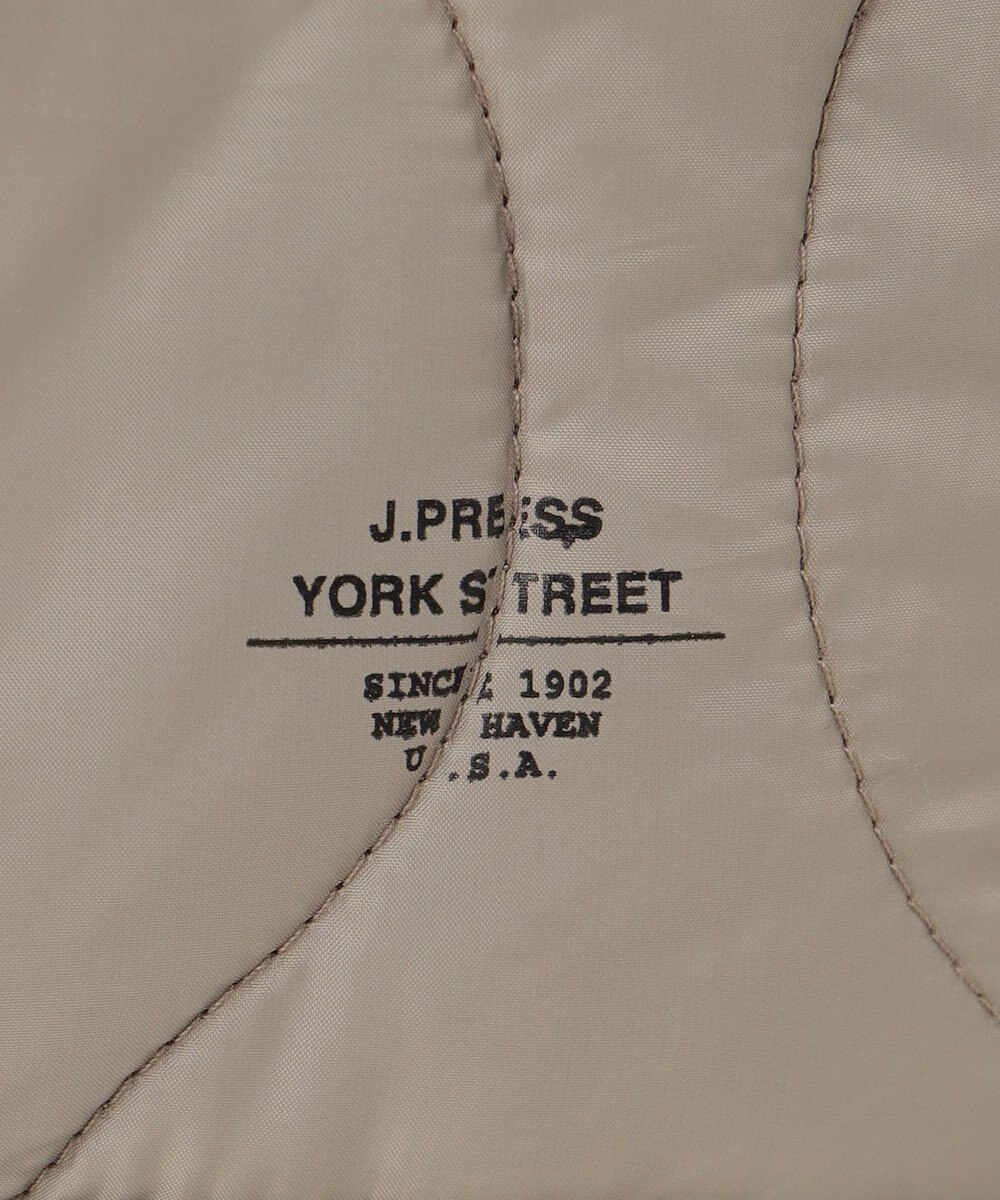 J.PRESS
YORK STREET
SINCE 1902
NEW HAVEN
U.S.A.